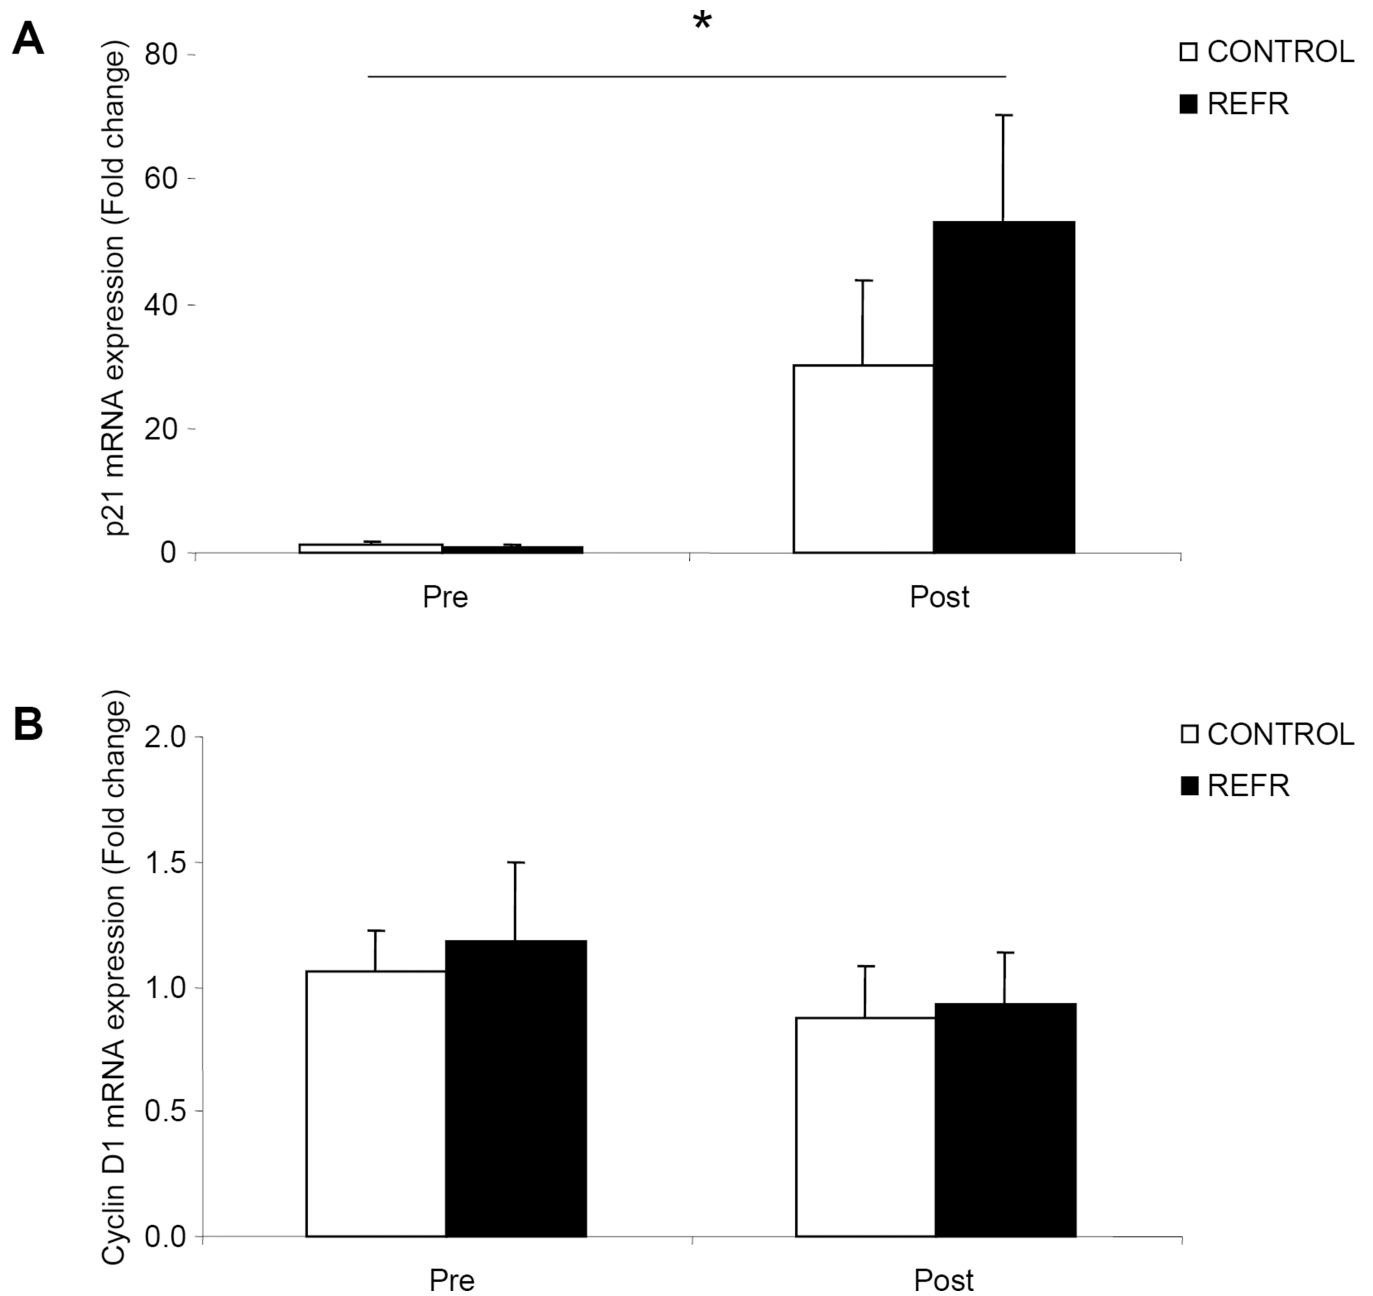 A
*
p21 mRNA expression (Fold change)
80
60
40
20
0
CONTROL
REFR
Pre
Post
B
Cyclin D1 mRNA expression (Fold change)
2.0
1.5
1.0
0.5
0.0
CONTROL
REFR
Pre
Post